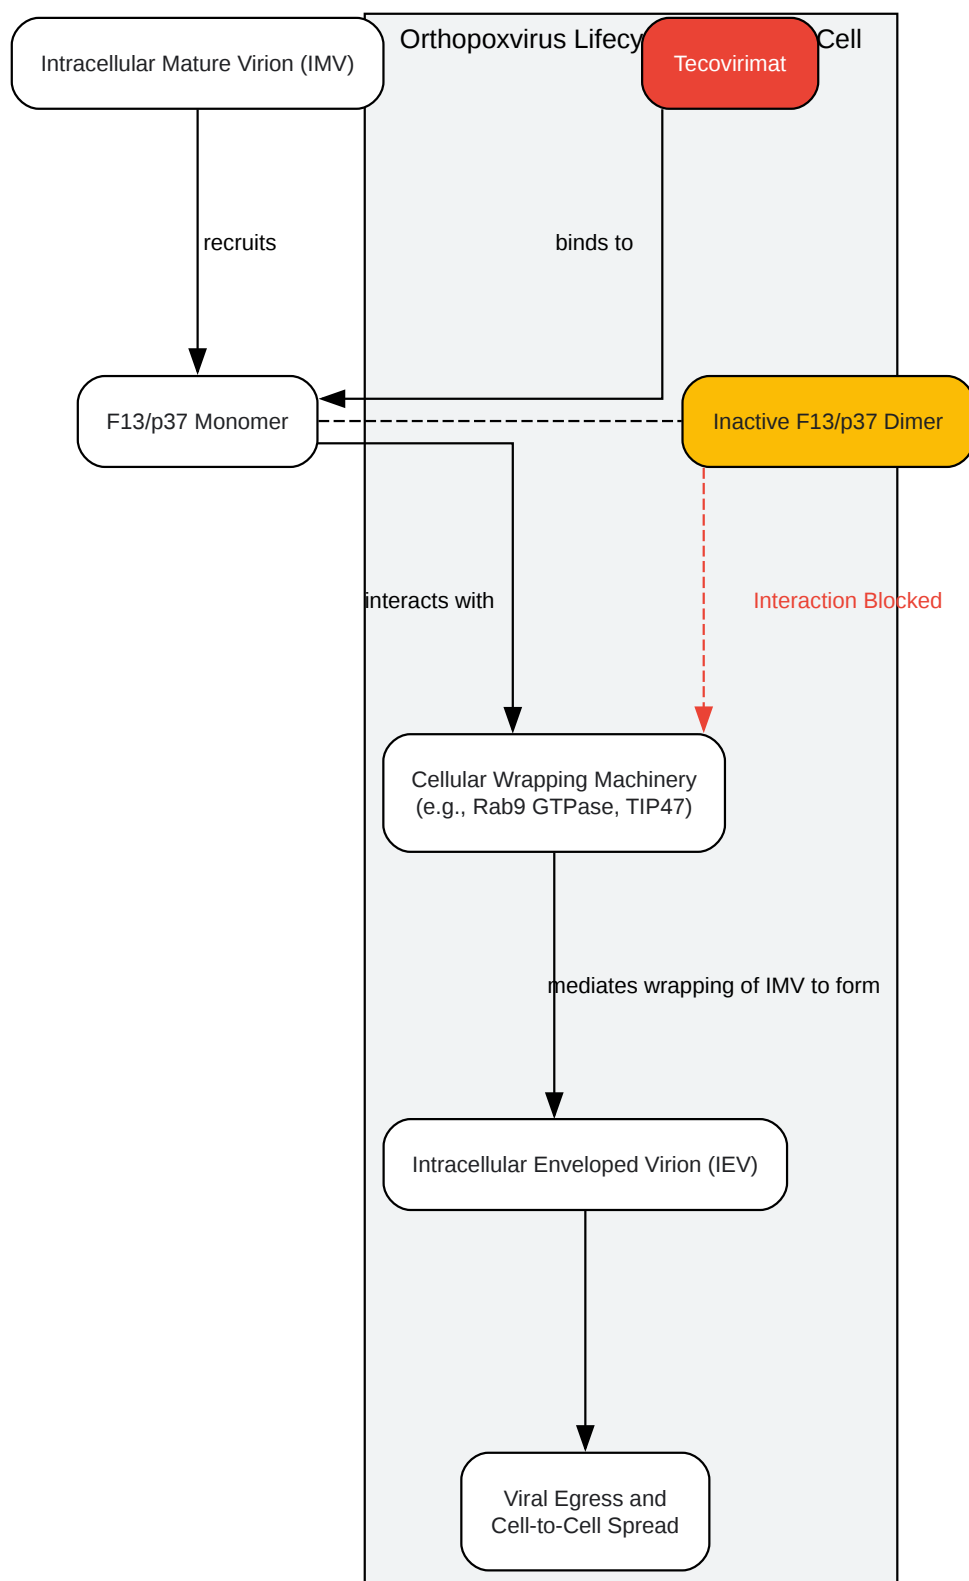 Orthopoxvirus Lifecy Cell
Intracellular Mature Virion (IMV)
Tecovirimat
recruits
binds to
F13/p37 Monomer
Inactive F13/p37 Dimer
interacts with
Interaction Blocked
Cellular Wrapping Machinery
(e.g., Rab9 GTPase, TIP47)
mediates wrapping of IMV to form
Intracellular Enveloped Virion (IEV)
Viral Egress and
Cell-to-Cell Spread